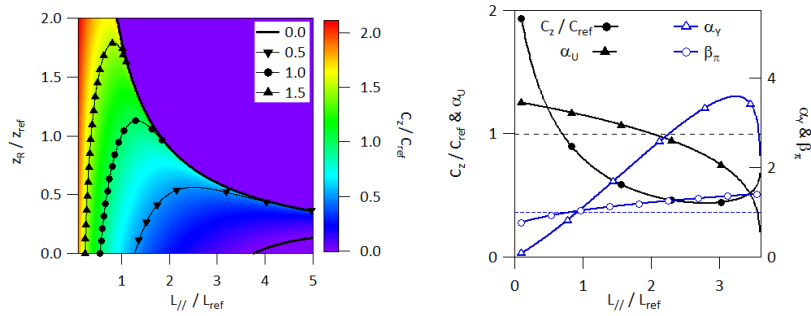 2.0
1.5
1.0
0.5
0.0
z_R / z_ref
1 2 3 4 5
L_// / L_ref
0.0
0.5
1.0
1.5
2.0
1.5
1.0
0.5
0.0
C_z / C_ref
2
1
0
C_z / C_ref & α_U
C_z / C_ref
α_U
α_Y
β_π
4
2
0
α_Y & β_π
0 1 2 3
L_// / L_ref